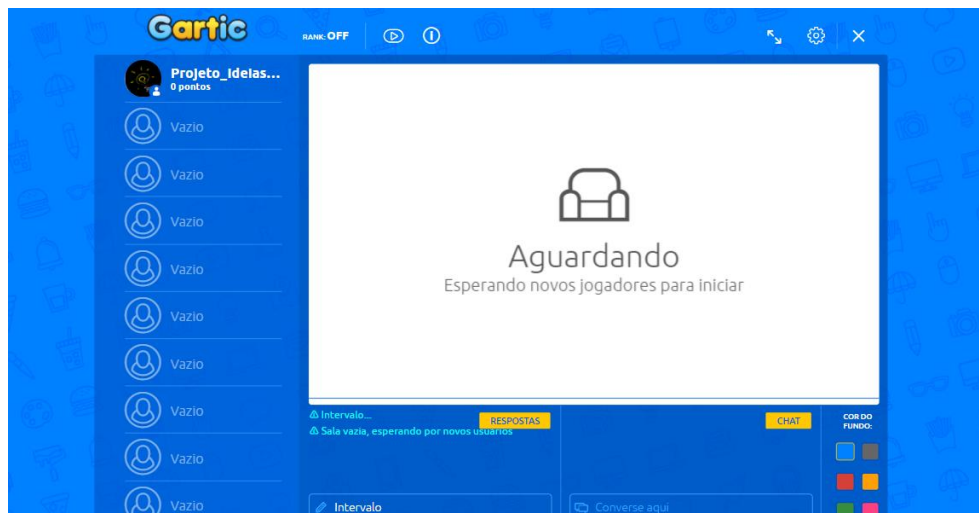 Gartic
RANK: OFF
Projeto_Ideias...
0 pontos
Vazio
Vazio
Vazio
Vazio
Vazio
Vazio
Vazio
Vazio
Vazio
Aguardando
Esperando novos jogadores para iniciar
Intervalo...
Sala vazia, esperando por novos usuários
RESPOSTAS
Intervalo
CHAT
Converse aqui
COR DO
FUNDO: